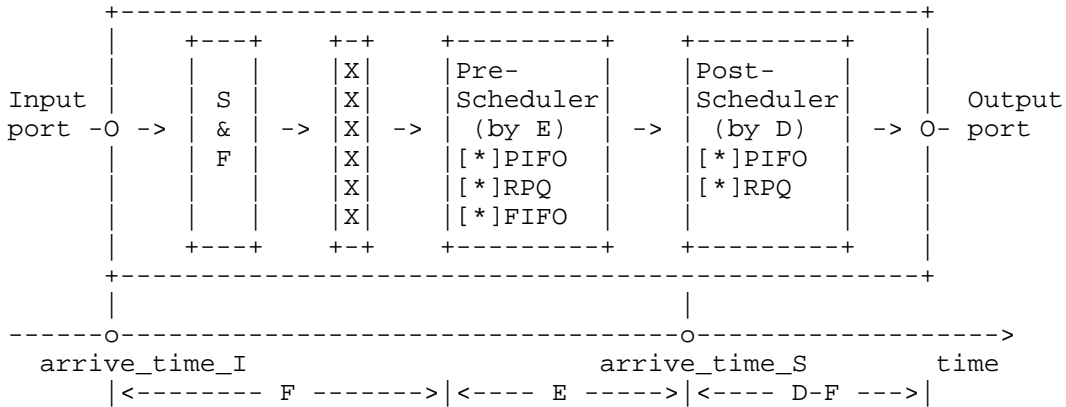 +-------------------------------------------------------+
|     +---+    +-+    +---------+     +---------+     |
|     |   |    |X|    |Pre-     |     |Post-    |     |
Input |     | S |    |X|    |Scheduler|     |Scheduler|     |  Output
port -O ->  | & | -> |X| -> | (by E)  | ->  | (by D)  | -> O- port
|     | F |    |X|    |[*]PIFO  |     |[*]PIFO  |     |
|     |   |    |X|    |[*]RPQ   |     |[*]RPQ   |     |
|     |   |    |X|    |[*]FIFO  |     |         |     |
|     +---+    +-+    +---------+     +---------+     |
+-------------------------------------------------------+
|                                      |
------o--------------------------------------o-------------------->
arrive_time_I                       arrive_time_S        time
|<-------- F ------->|<---- E ----->|<---- D-F --->|